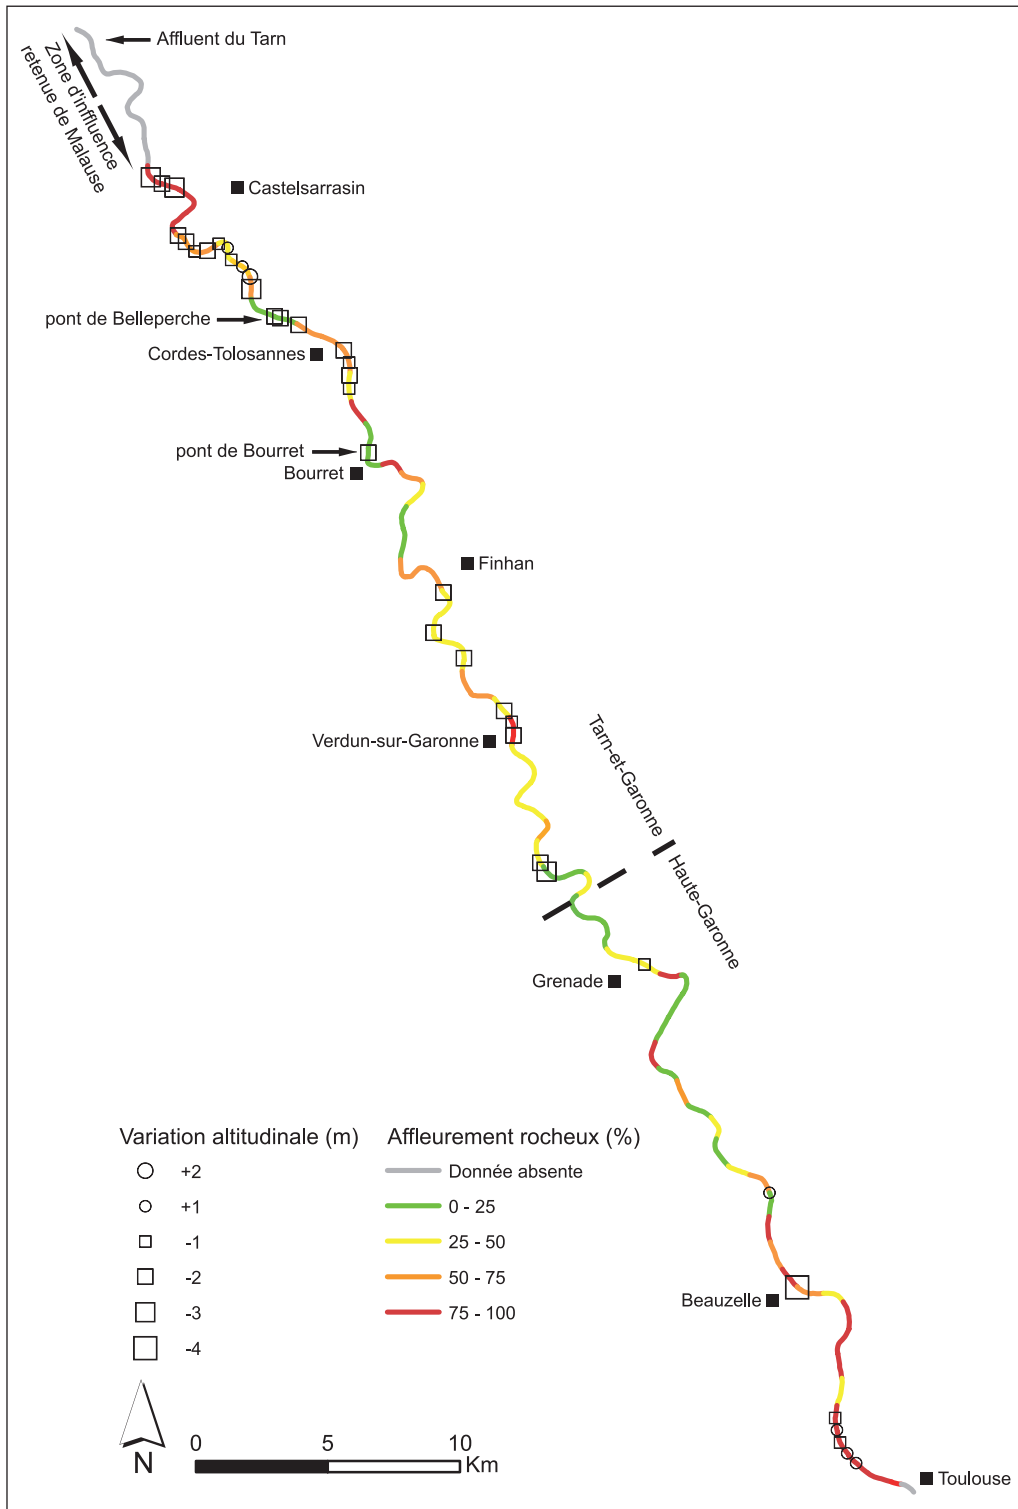 Affluent du Tarn
Zone d'inffluence
retenue de Malause
Castelsarrasin
pont de Belleperche
Cordes-Tolosannes
pont de Bourret
Bourret
Finhan
Verdun-sur-Garonne
Tarn-et-Garonne
Haute-Garonne
Grenade
Variation altitudinale (m)
+2
+1
-1
-2
-3
-4
Affleurement rocheux (%)
Donnée absente
0 - 25
25 - 50
50 - 75
75 - 100
Beauzelle
N
0 5 10
Km
Toulouse